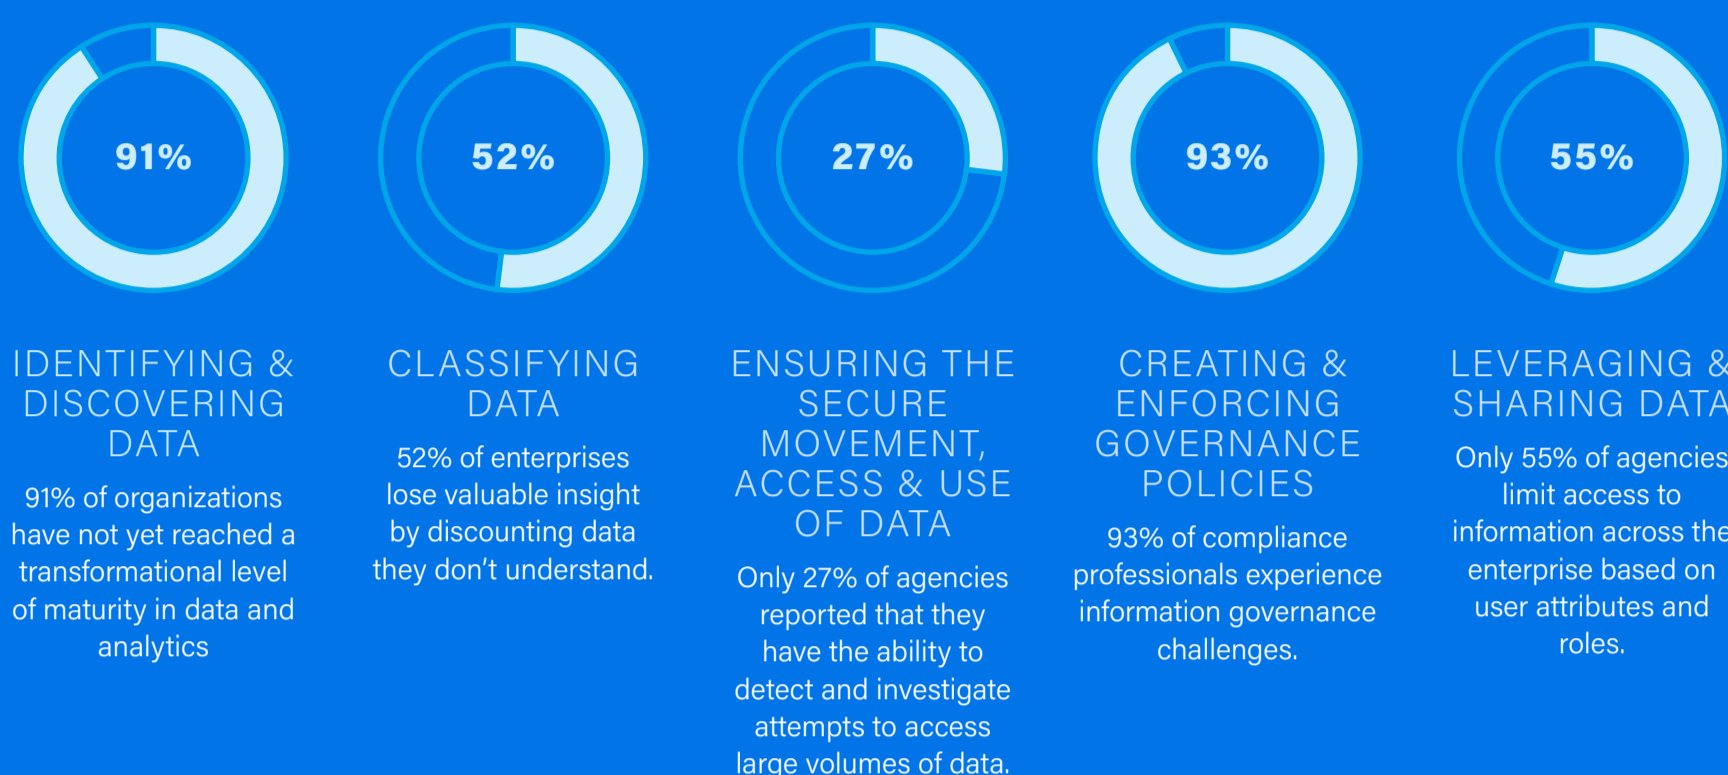 91%
IDENTIFYING &
DISCOVERING
DATA
91% of organizations
have not yet reached a
transformational level
of maturity in data and
analytics
52%
CLASSIFYING
DATA
52% of enterprises
lose valuable insight
by discounting data
they don’t understand.
27%
ENSURING THE
SECURE
MOVEMENT,
ACCESS & USE
OF DATA
Only 27% of agencies
reported that they
have the ability to
detect and investigate
attempts to access
large volumes of data.
93%
CREATING &
ENFORCING
GOVERNANCE
POLICIES
93% of compliance
professionals experience
information governance
challenges.
55%
LEVERAGING &
SHARING DATA
Only 55% of agencies
limit access to
information across the
enterprise based on
user attributes and
roles.